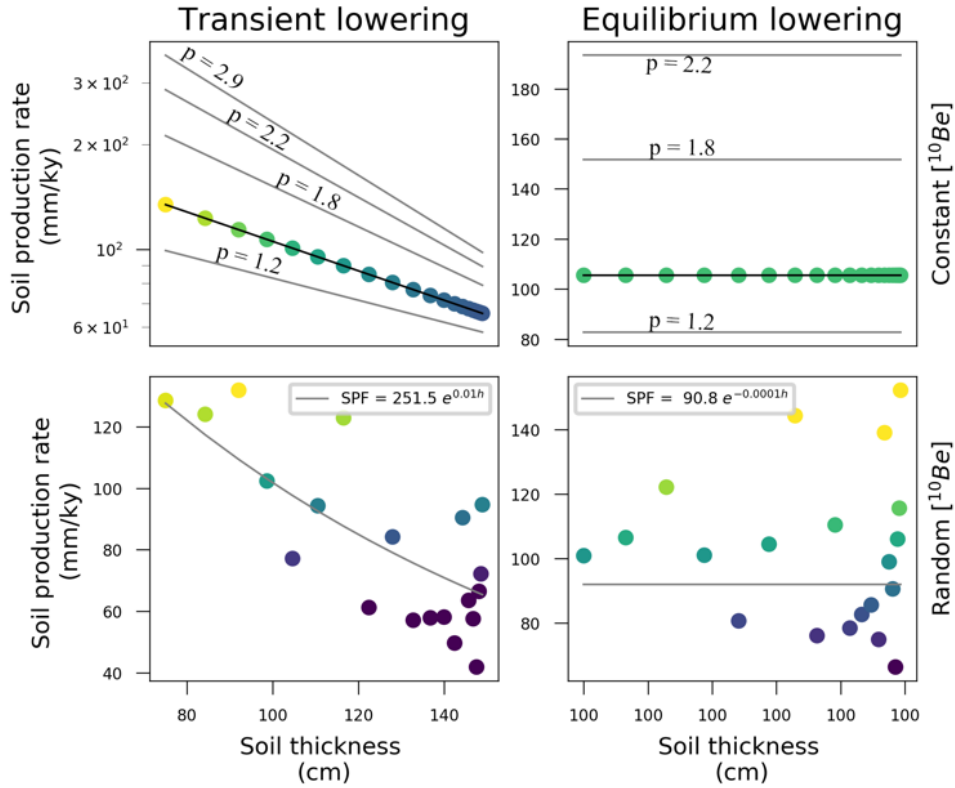 Transient lowering
Equilibrium lowering
Soil production rate
(mm/ky)
3 × 10²
2 × 10²
10²
6 × 10¹
p = 2.9
p = 2.2
p = 1.8
p = 1.2
180
160
140
120
100
80
p = 2.2
p = 1.8
p = 1.2
Constant [¹⁰Be]
Soil production rate
(mm/ky)
120
100
80
60
40
SPF = 251.5 e^{0.01h}
80
100
120
140
Soil thickness
(cm)
140
120
100
80
SPF = 90.8 e^{−0.0001h}
100
100
100
100
100
100
Soil thickness
(cm)
Random [¹⁰Be]